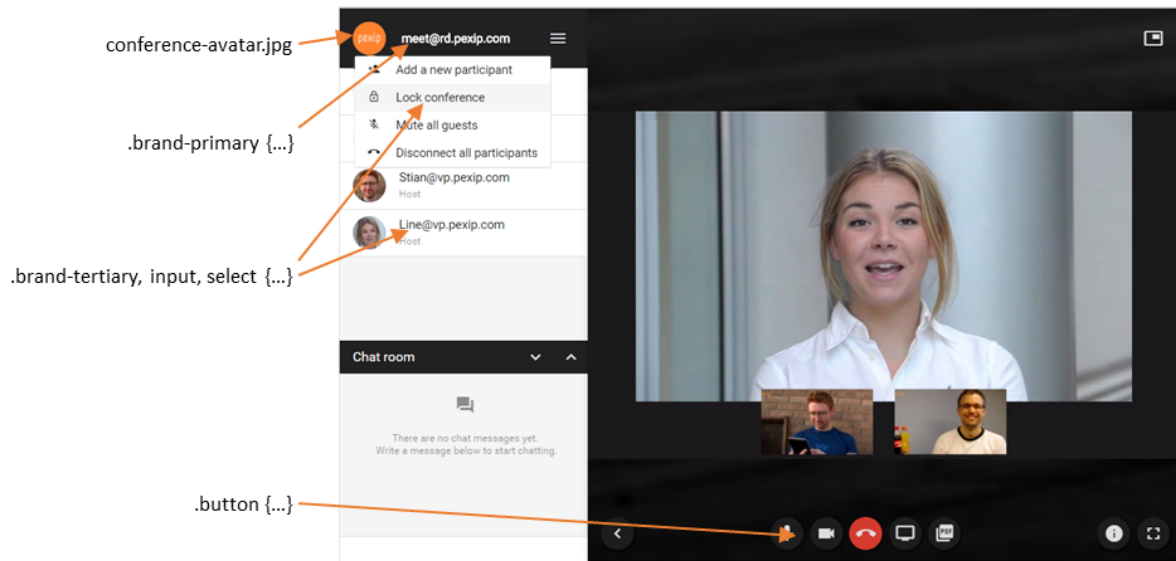 conference-avatar.jpg
pexip
meet@rd.pexip.com
Add a new participant
Lock conference
.brand-primary {...}
Mute all guests
Disconnect all participants
Stian@vp.pexip.com
Host
Line@vp.pexip.com
Host
.brand-tertiary, input, select {...}
Chat room
There are no chat messages yet.
Write a message below to start chatting.
.button {...}
PDF